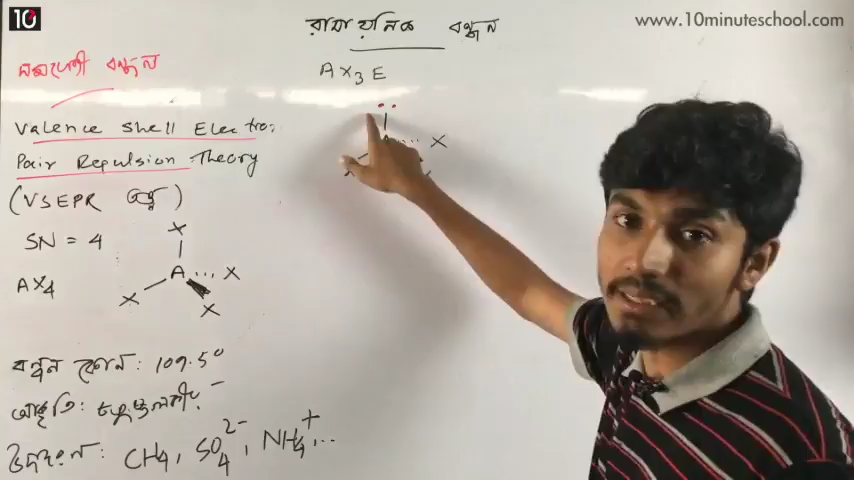 10
www.10minuteschool.com
রাসায়নিক বন্ধন
সমযোজী বন্ধন
Valence Shell Electron
Pair Repulsion Theory
(VSEPR তত্ত্ব)
SN = 4
AX4
X
A ... X
X
X
বন্ধন কোন: 109.5°
আকৃতি: চতুস্তলকীয়
উদাহরণ: CH4, SO4^2-, NH4^+, ...
AX3E
X